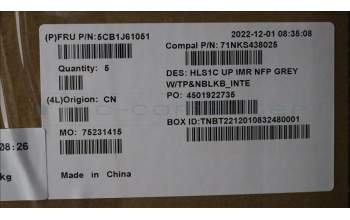 (P)FRU P/N:5CB1J61051
2022-12-01 08:35:08
Compal P/N: 71NKS438025
Quantity: 5
DES: HLS1C UP IMR NFP GREY
W/TP&NBLKB_INTE
(4L)Origion: CN
PO: 4501922735
BOX ID:TNBT2212010832480001
MO: 75231415
08:26
kg
Made in China